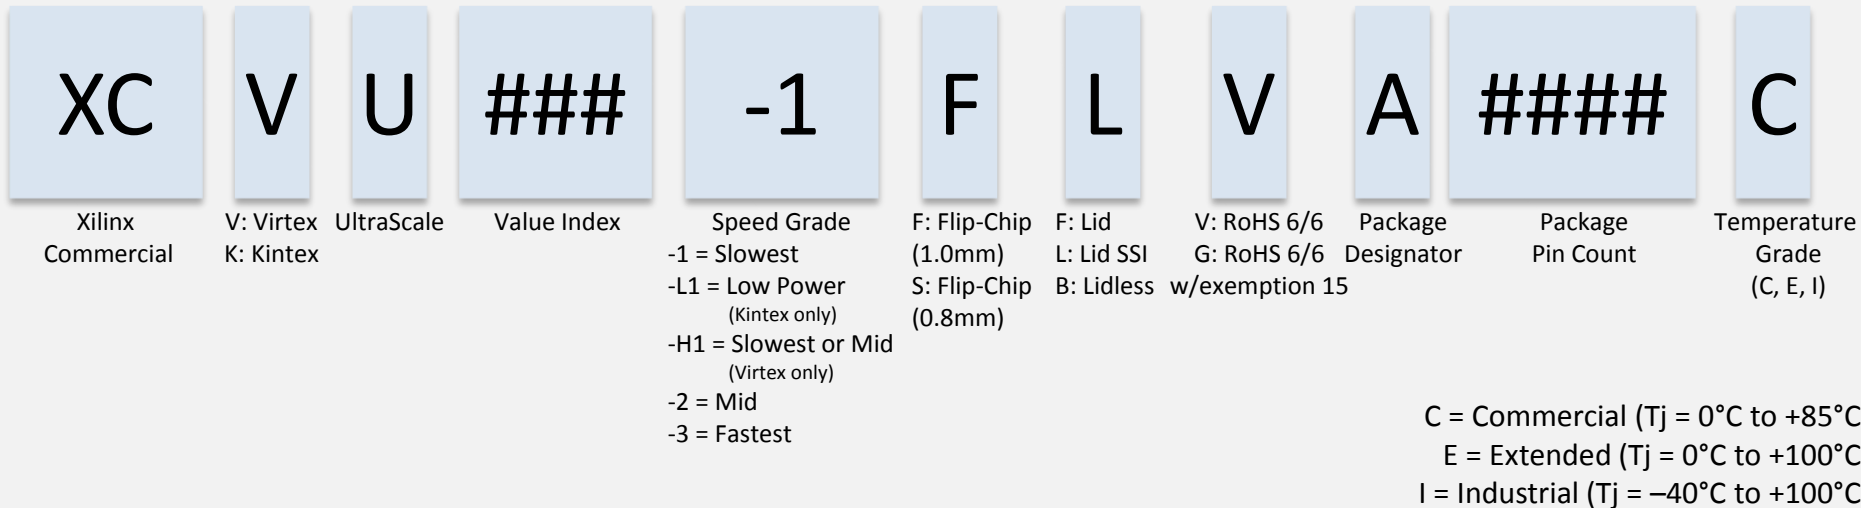 XC V U ### -1 F L V A #### C
Xilinx
Commercial
V: Virtex
K: Kintex
UltraScale
Value Index
Speed Grade
-1 = Slowest
-L1 = Low Power
(Kintex only)
-H1 = Slowest or Mid
(Virtex only)
-2 = Mid
-3 = Fastest
F: Flip-Chip
(1.0mm)
S: Flip-Chip
(0.8mm)
F: Lid
L: Lid SSI
B: Lidless
V: RoHS 6/6
G: RoHS 6/6
w/exemption 15
Package
Designator
Package
Pin Count
Temperature
Grade
(C, E, I)
C = Commercial (Tj = 0°C to +85°C
E = Extended (Tj = 0°C to +100°C
I = Industrial (Tj = –40°C to +100°C